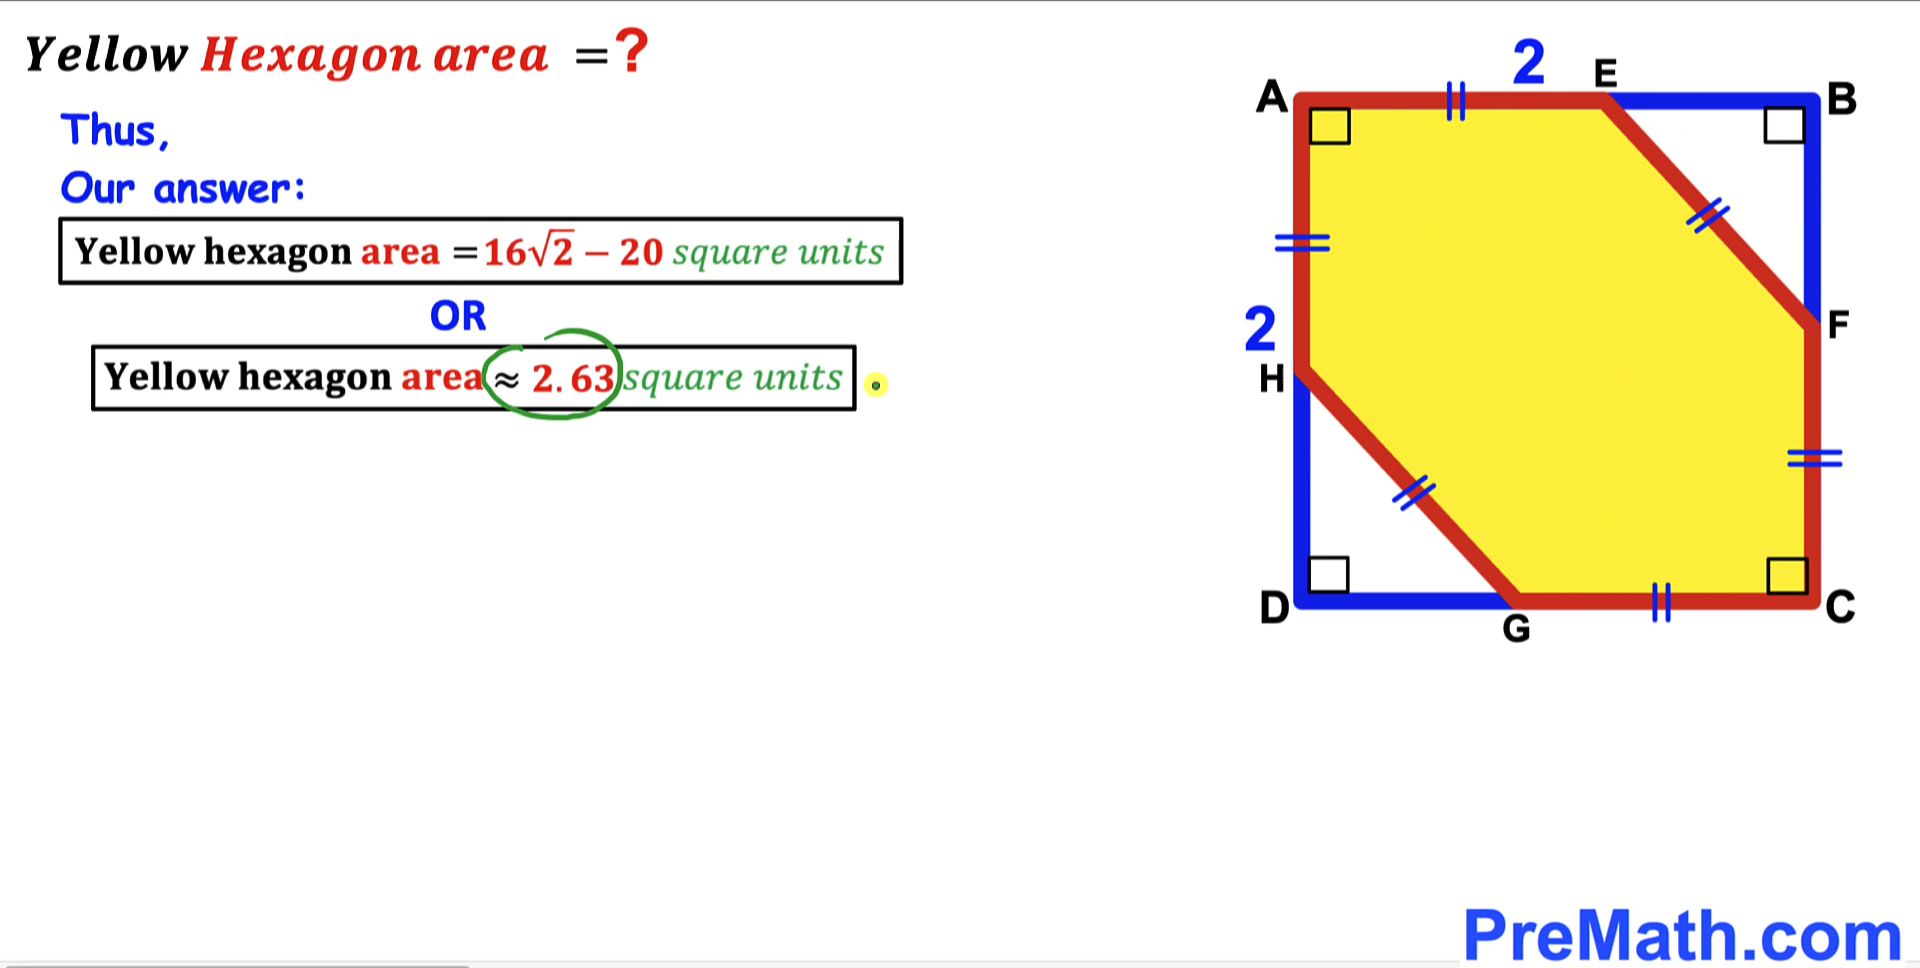 Yellow Hexagon area = ?
Thus,
Our answer:
Yellow hexagon area = 16√2 − 20 square units
OR
Yellow hexagon area ≈ 2.63 square units
2
E
A
B
2
F
H
D
C
G
PreMath.com